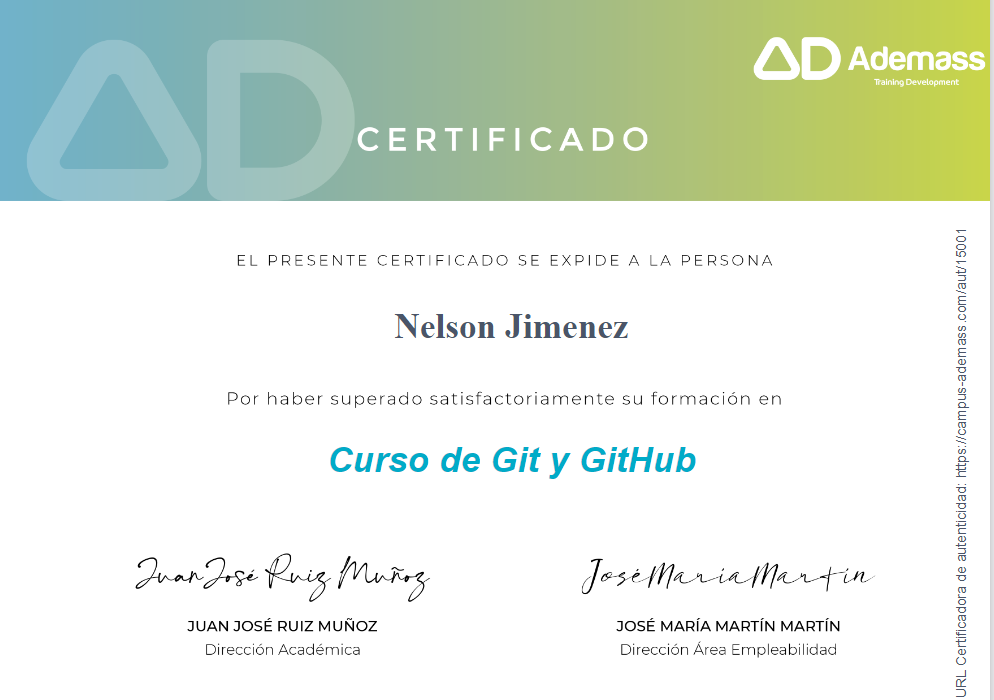 AD Ademass
Training Development
CERTIFICADO
EL PRESENTE CERTIFICADO SE EXPIDE A LA PERSONA
Nelson Jimenez
Por haber superado satisfactoriamente su formación en
Curso de Git y GitHub
Juan José Ruiz Muñoz
José María Martín
JUAN JOSÉ RUIZ MUÑOZ
JOSÉ MARÍA MARTÍN MARTÍN
Dirección Académica
Dirección Área Empleabilidad
URL Certificadora de autenticidad: https://campus-ademass.com/aut/15001